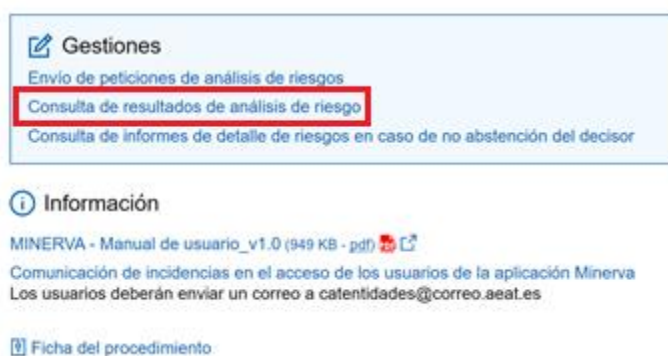 Gestiones
Envío de peticiones de análisis de riesgos
Consulta de resultados de análisis de riesgo
Consulta de informes de detalle de riesgos en caso de no abstención del decisor
Información
MINERVA - Manual de usuario_v1.0 (949 KB - pdf)
Comunicación de incidencias en el acceso de los usuarios de la aplicación Minerva
Los usuarios deberán enviar un correo a catentidades@correo.aeat.es
Ficha del procedimiento